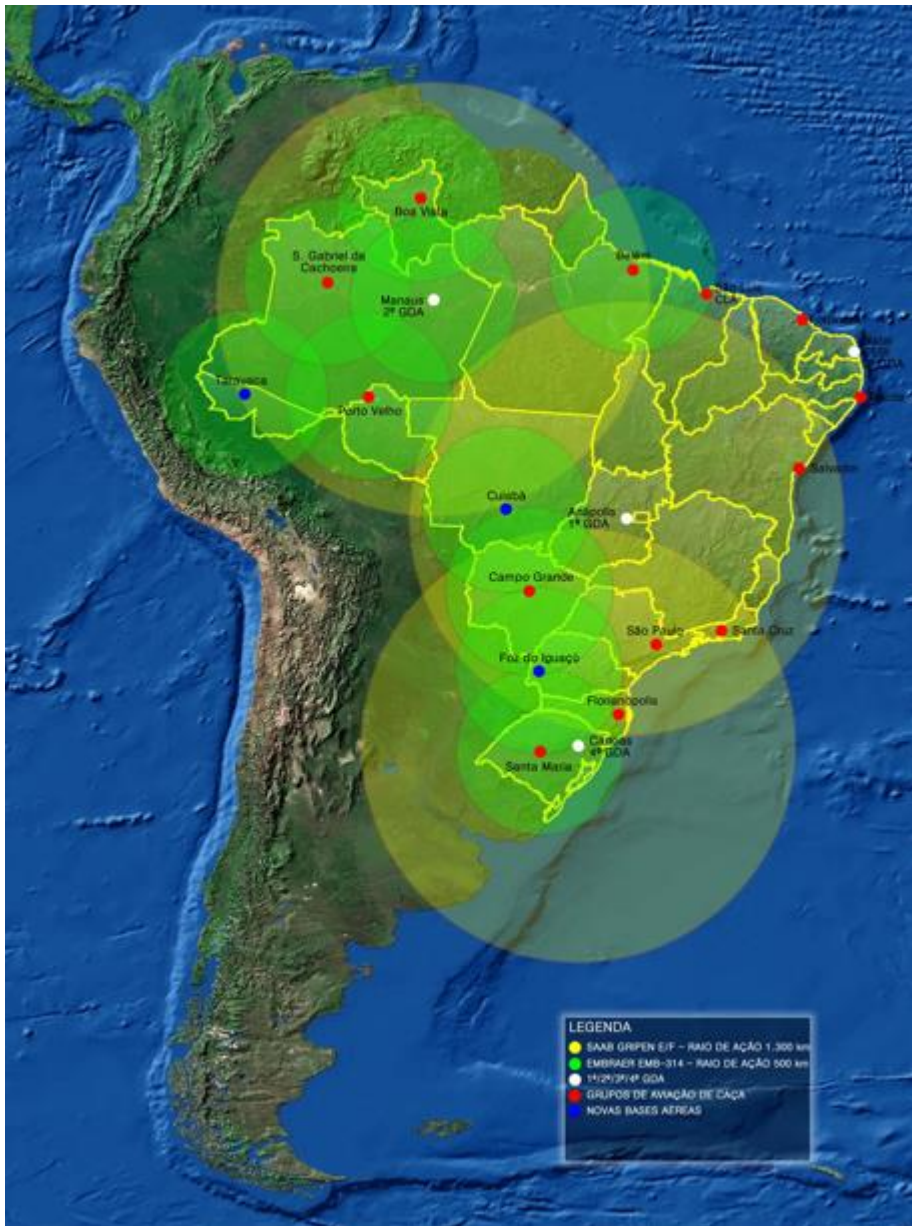 Boa Vista
S. Gabriel da
Cachoeira
Manaus
2º GDA
Belém
CLA
Tarauaca
Porto Velho
Cuiabá
Anápolis
1º GDA
Salvador
Campo Grande
São Paulo
Santa Cruz
Foz do Iguaçú
Florianópolis
Canoas
4º GDA
Santa Maria
LEGENDA
SAAB GRIPEN E/F - RAIO DE AÇÃO 1.300 km
EMBRAER EMB-314 - RAIO DE AÇÃO 500 km
1º/2º/3º/4º GDA
GRUPOS DE AVIAÇÃO DE CAÇA
NOVAS BASES AÉREAS